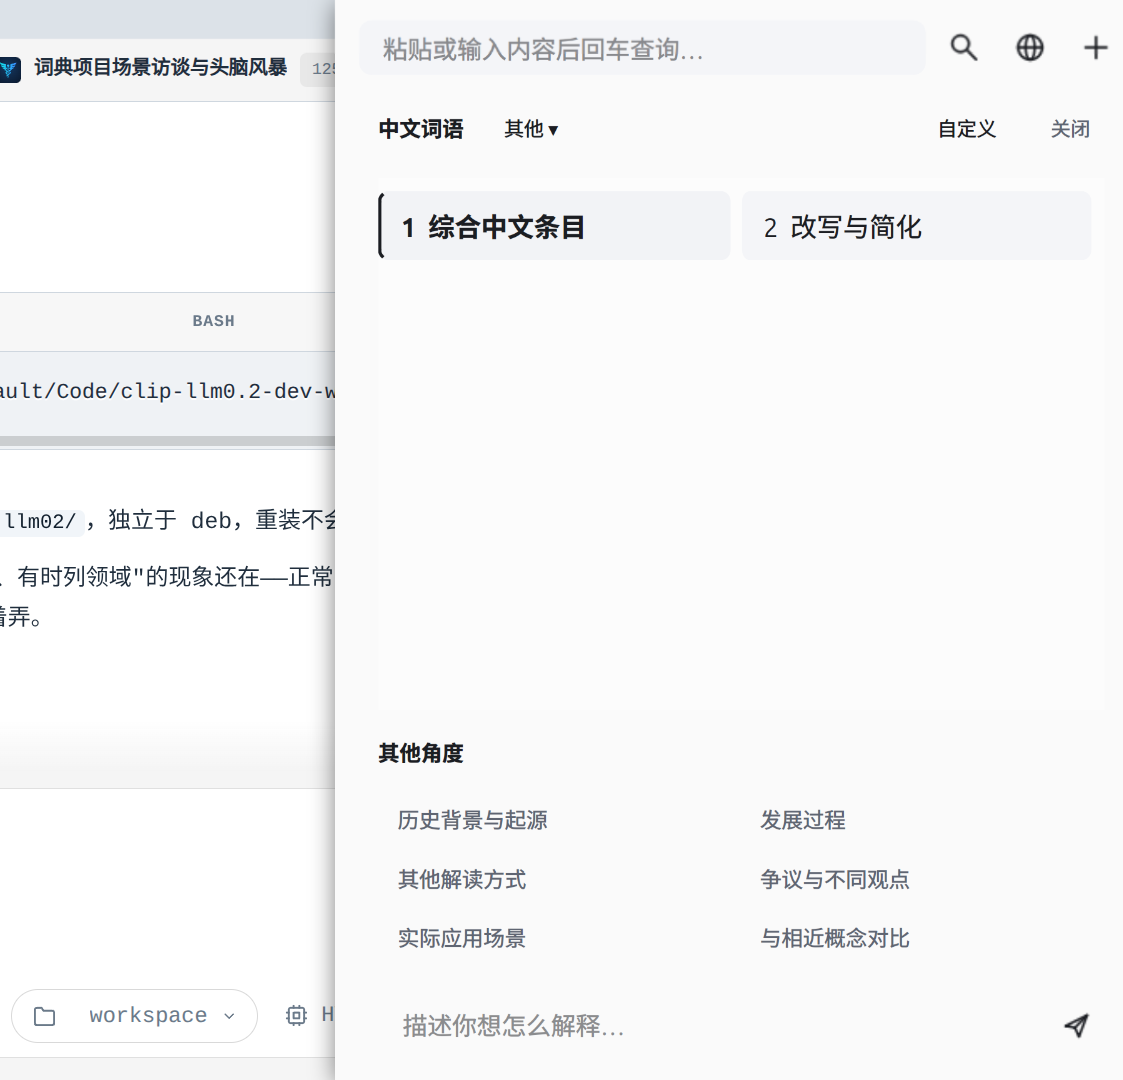 词典项目场景访谈与头脑风暴
125
BASH
ault/Code/clip-llm0.2-dev-w
llm02/，独立于 deb，重装不会
、有时列领域"的现象还在——正常
着弄。
workspace
H
粘贴或输入内容后回车查询…
中文词语 其他▾ 自定义 关闭
1 综合中文条目 2 改写与简化
其他角度
历史背景与起源 发展过程
其他解读方式 争议与不同观点
实际应用场景 与相近概念对比
描述你想怎么解释…